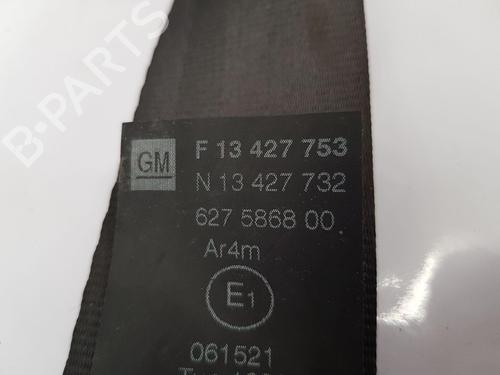 B-PARTS
GM
F 13 427 753
N 13 427 732
627 5868 00
Ar4m
E1
061521